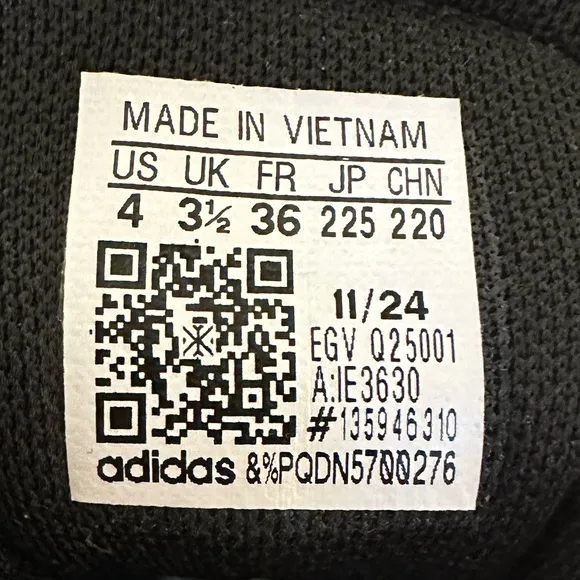 MADE IN VIETNAM
US UK FR JP CHN
4 3½ 36 225 220
11/24
EGV Q25001
A:IE3630
#135946310
adidas &%PQDN5700276